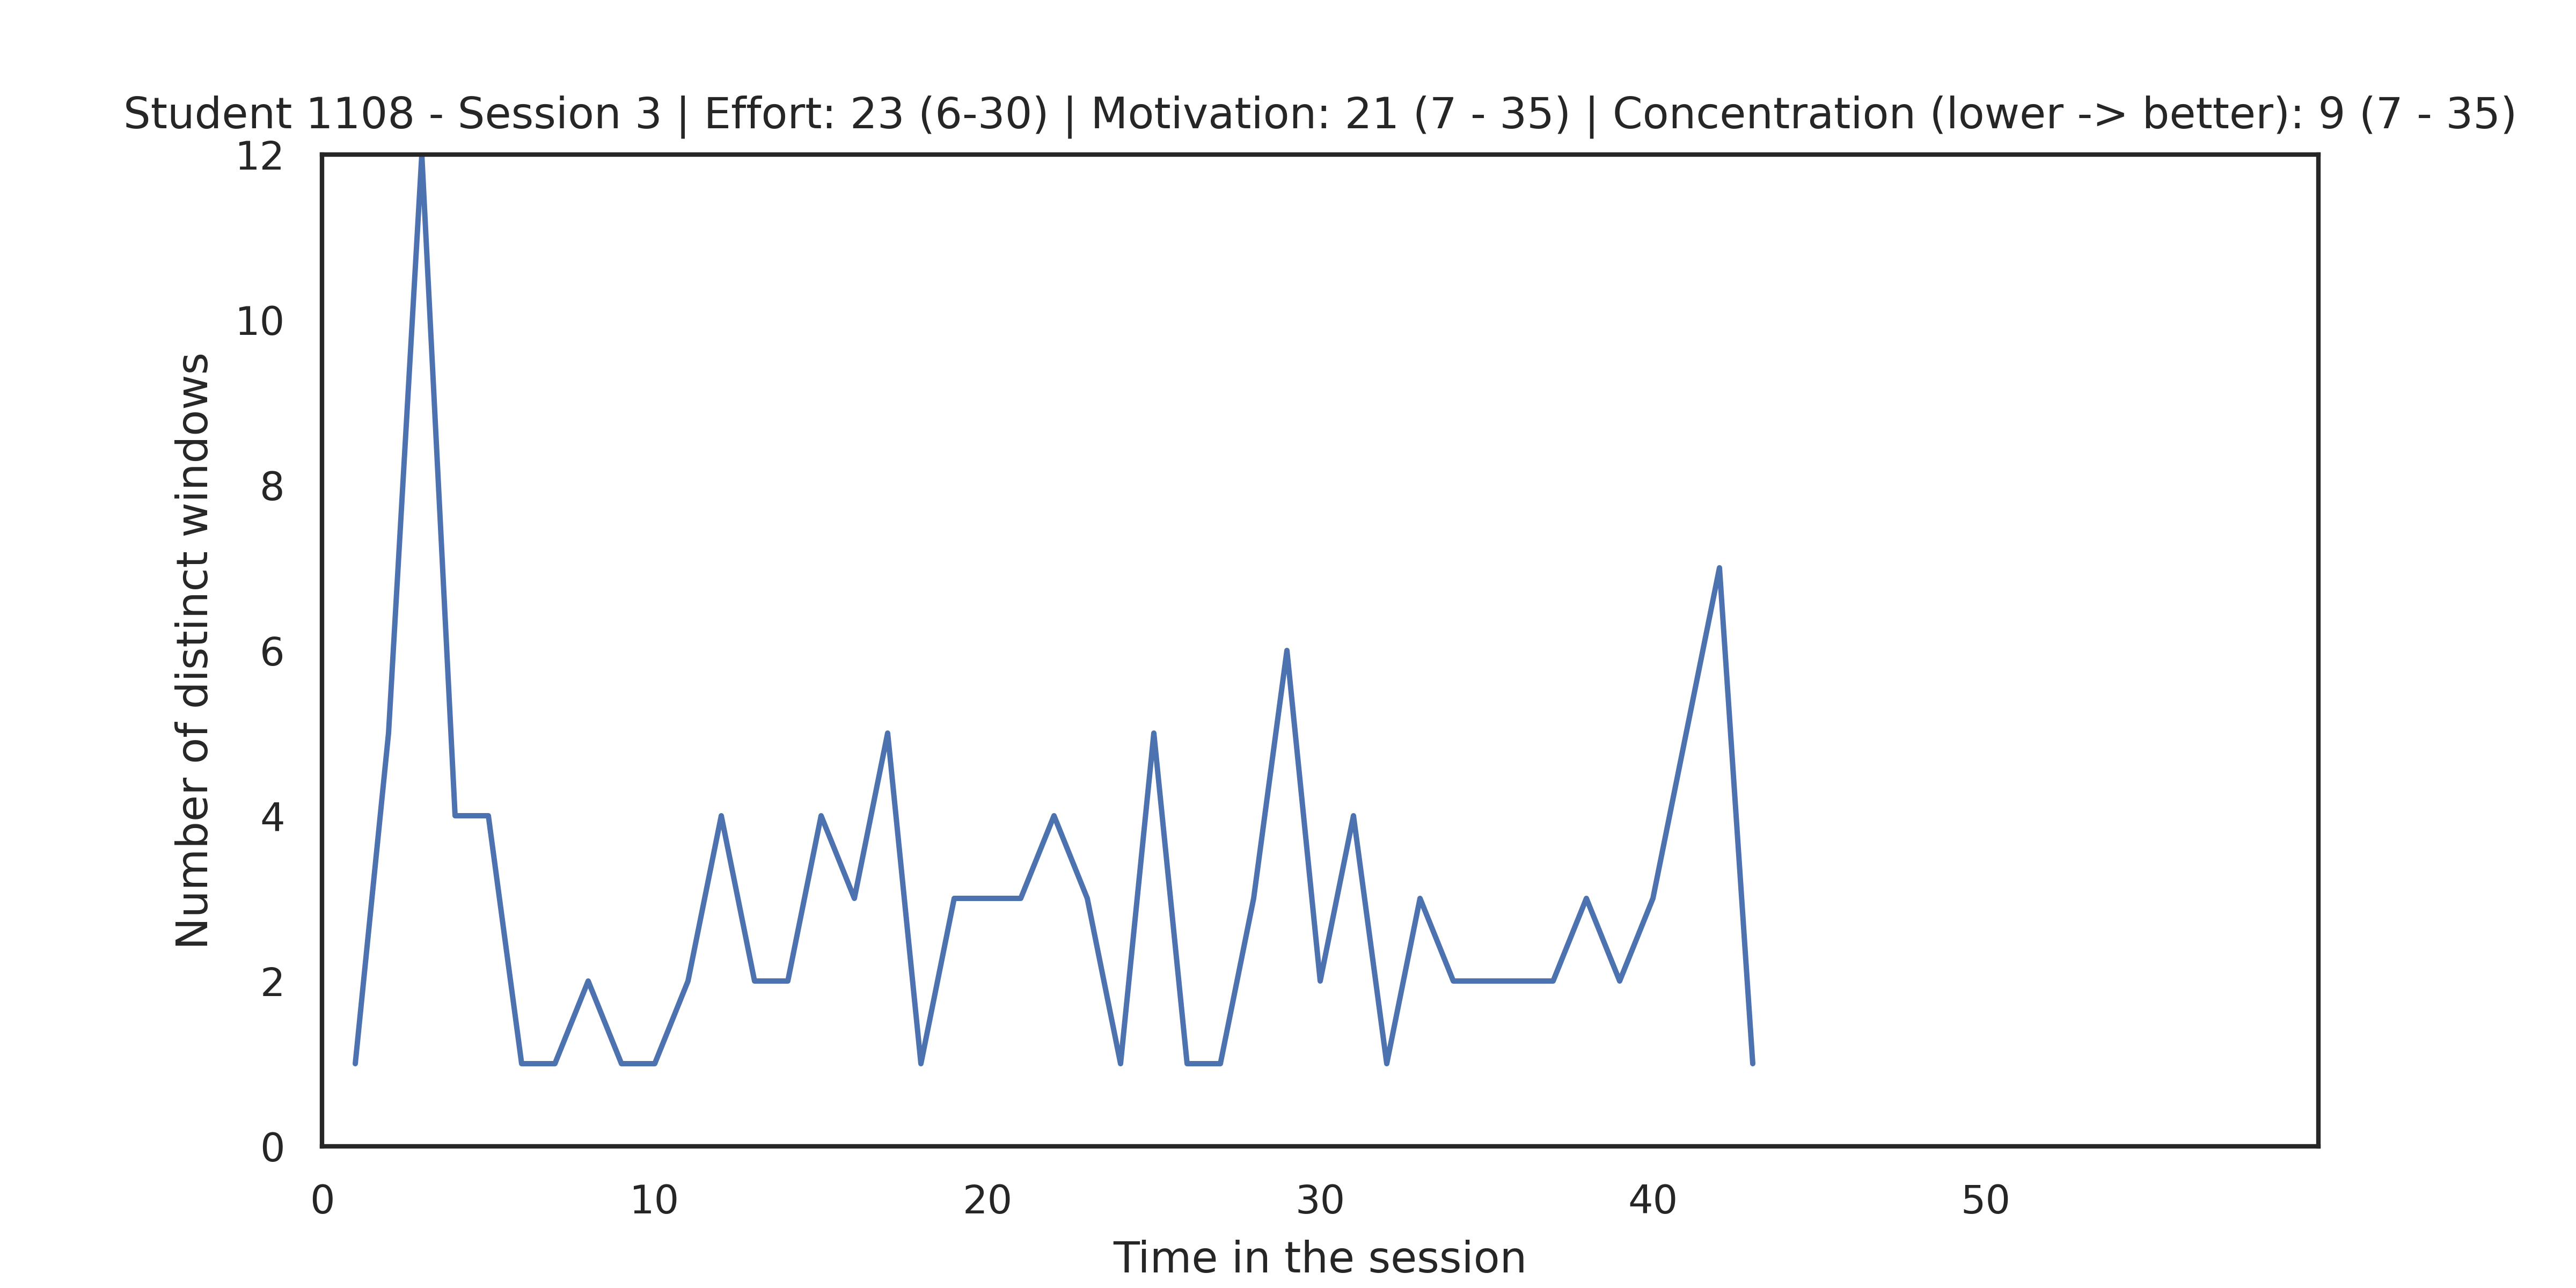 Student 1108 - Session 3 | Effort: 23 (6-30) | Motivation: 21 (7 - 35) | Concentration (lower -> better): 9 (7 - 35)
12
10
8
6
4
2
0
Number of distinct windows
0 10 20 30 40 50
Time in the session